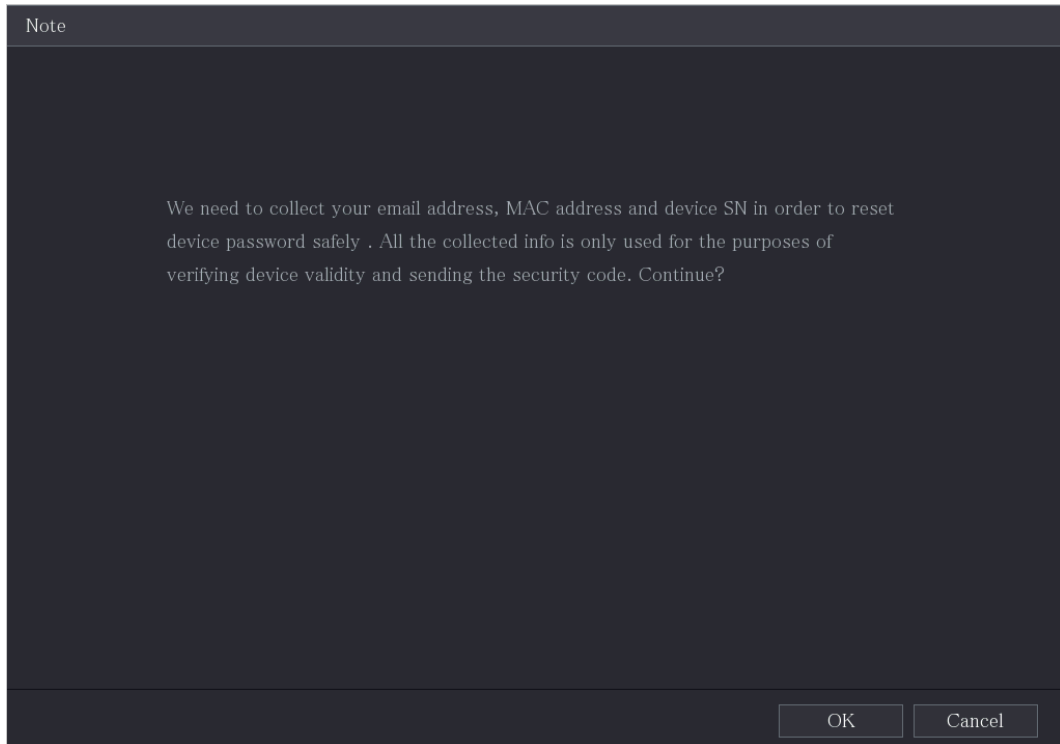 Note
We need to collect your email address, MAC address and device SN in order to reset
device password safely . All the collected info is only used for the purposes of
verifying device validity and sending the security code. Continue?
OK
Cancel